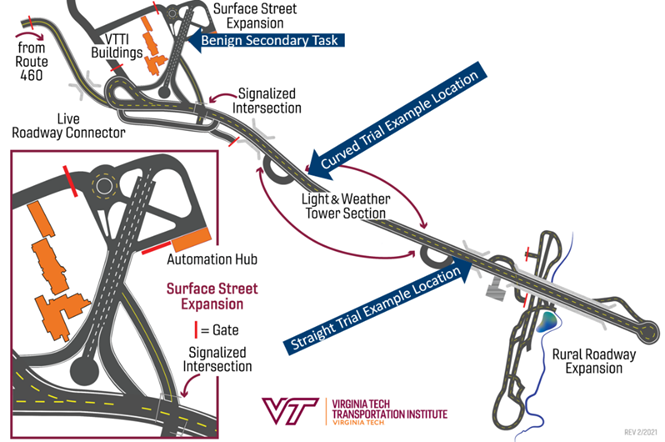 Surface Street
Expansion
Benign Secondary Task
from
Route
460
VTTI
Buildings
Signalized
Intersection
Live
Roadway Connector
Curved Trial Example Location
Light & Weather
Tower Section
Straight Trial Example Location
Rural Roadway
Expansion
Automation Hub
Surface Street
Expansion
= Gate
Signalized
Intersection
VT
VIRGINIA TECH
TRANSPORTATION INSTITUTE
VIRGINIA TECH
REV 2/2021